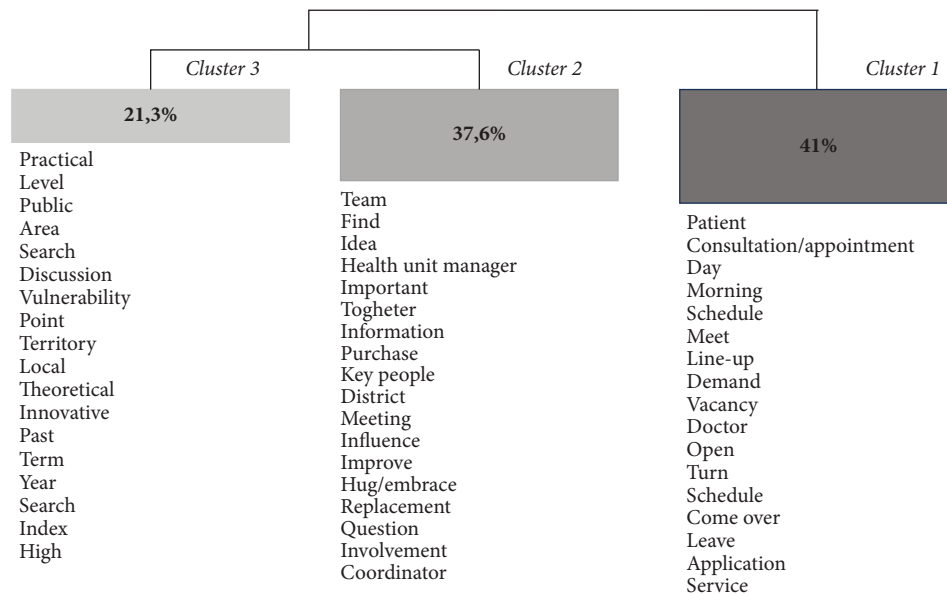 Cluster 3
21,3%
Practical
Level
Public
Area
Search
Discussion
Vulnerability
Point
Territory
Local
Theoretical
Innovative
Past
Term
Year
Search
Index
High
Cluster 2
37,6%
Team
Find
Idea
Health unit manager
Important
Togheter
Information
Purchase
Key people
District
Meeting
Influence
Improve
Hug/embrace
Replacement
Question
Involvement
Coordinator
Cluster 1
41%
Patient
Consultation/appointment
Day
Morning
Schedule
Meet
Line-up
Demand
Vacancy
Doctor
Open
Turn
Schedule
Come over
Leave
Application
Service